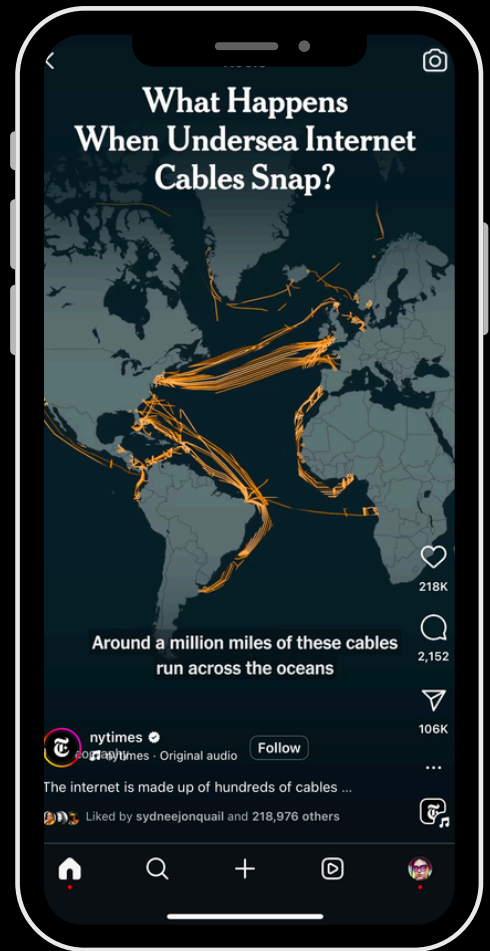 What Happens
When Undersea Internet
Cables Snap?
218K
2,152
Around a million miles of these cables
run across the oceans
106K
nytimes
nytimes · Original audio
Follow
The internet is made up of hundreds of cables ...
Liked by sydneejonquail and 218,976 others